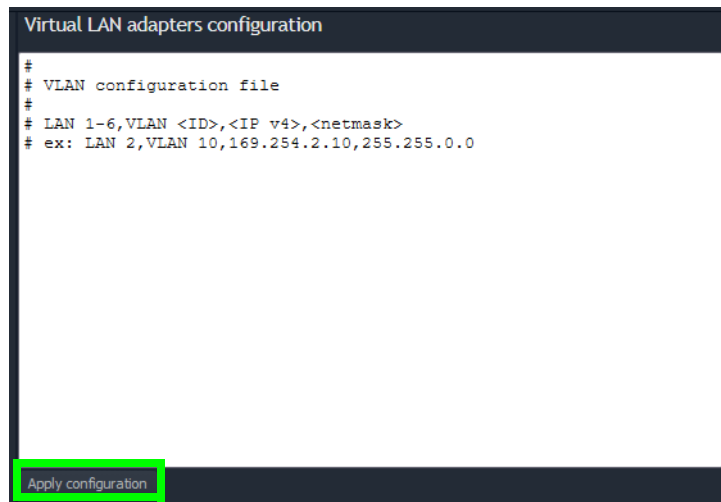 Virtual LAN adapters configuration
#
# VLAN configuration file
#
# LAN 1-6,VLAN <ID>,<IP v4>,<netmask>
# ex: LAN 2,VLAN 10,169.254.2.10,255.255.0.0
Apply configuration